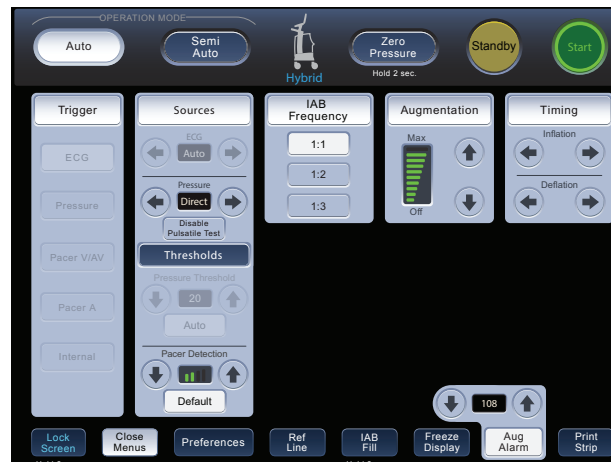 OPERATION MODE
Auto
Semi
Auto
Hybrid
Zero
Pressure
Hold 2 sec.
Standby
Start
Trigger
ECG
Pressure
Pacer V/AV
Pacer A
Internal
Sources
ECG
Auto
Pressure
Direct
Disable
Pulsatile Test
Thresholds
Pressure Threshold
20
Auto
Pacer Detection
Default
IAB
Frequency
1:1
1:2
1:3
Augmentation
Max
Off
Timing
Inflation
Deflation
108
Lock
Screen
Close
Menus
Preferences
Ref
Line
IAB
Fill
Freeze
Display
Aug
Alarm
Print
Strip